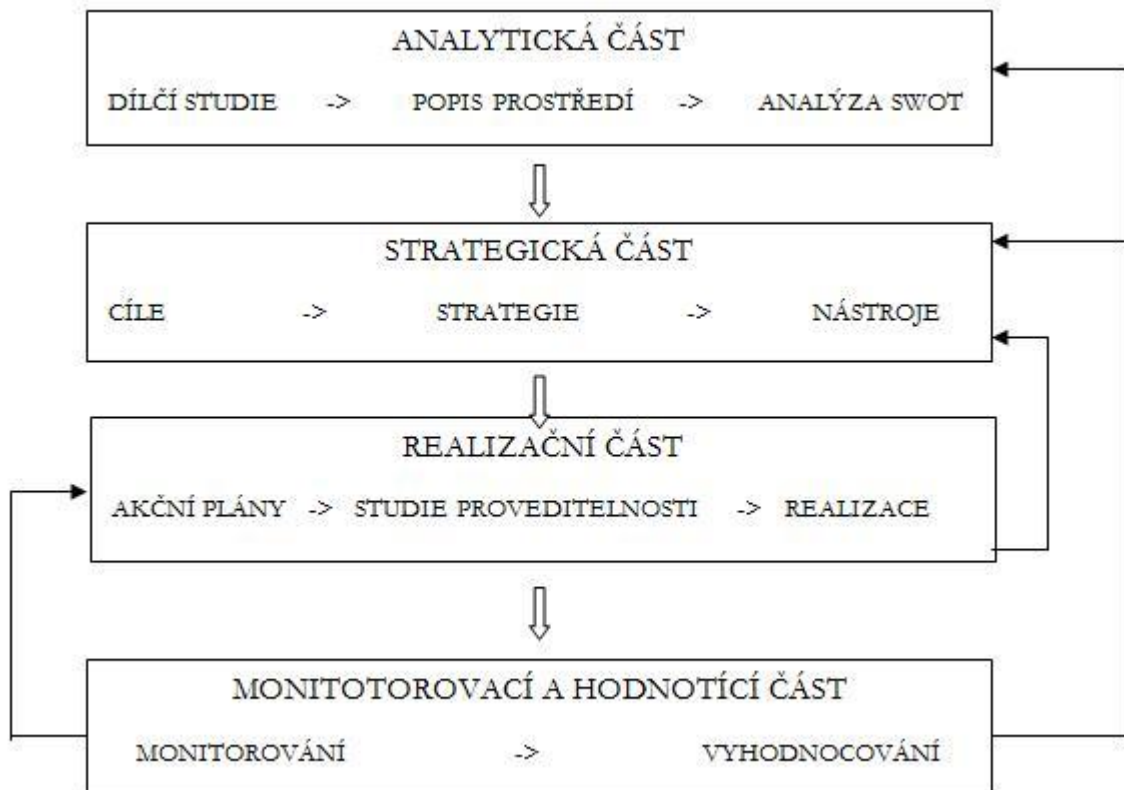 ANALYTICKÁ ČÁST
DÍLČÍ STUDIE -> POPIS PROSTŘEDÍ -> ANALÝZA SWOT
STRATEGICKÁ ČÁST
CÍLE -> STRATEGIE -> NÁSTROJE
REALIZAČNÍ ČÁST
AKČNÍ PLÁNY -> STUDIE PROVEDITELNOSTI -> REALIZACE
MONITOTOROVACÍ A HODNOTÍCÍ ČÁST
MONITOROVÁNÍ -> VYHODNOCOVÁNÍ